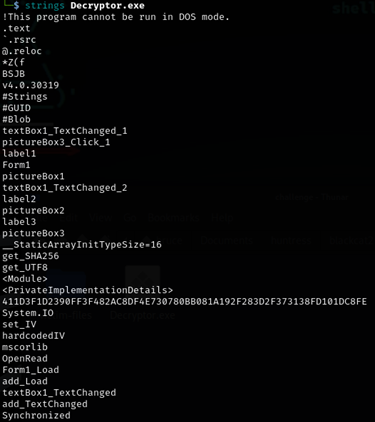 └─$ strings Decryptor.exe
!This program cannot be run in DOS mode.
.text
`.rsrc
@.reloc
*Z(f
BSJB
v4.0.30319
#Strings
#GUID
#Blob
textBox1_TextChanged_1
pictureBox3_Click_1
label1
Form1
pictureBox1
textBox1_TextChanged_2
label2
pictureBox2
label3
pictureBox3
__StaticArrayInitTypeSize=16
get_SHA256
get_UTF8
<Module>
<PrivateImplementationDetails>
411D3F1D2390FF3F482AC8DF4E730780BB081A192F283D2F373138FD101DC8FE
System.IO
set_IV
hardcodedIV
mscorlib
OpenRead
Form1_Load
add_Load
textBox1_TextChanged
add_TextChanged
Synchronized